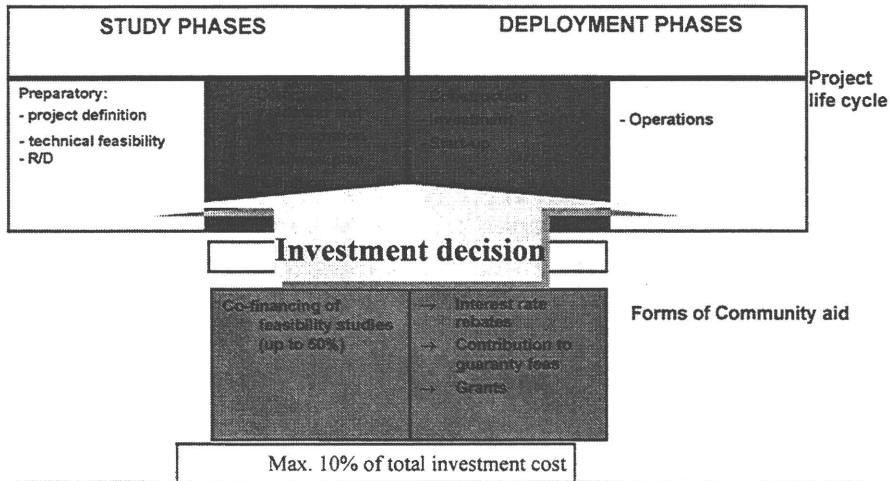 STUDY PHASES
DEPLOYMENT PHASES
Project
life cycle
Preparatory:
- project definition
- technical feasibility
- R/D
- Construction
- Investment
- Start-up
- Operations
Investment decision
Co-financing of
feasibility studies
(up to 50%)
→ Interest rate
rebates
→ Contribution to
guaranty fees
→ Grants
Forms of Community aid
Max. 10% of total investment cost